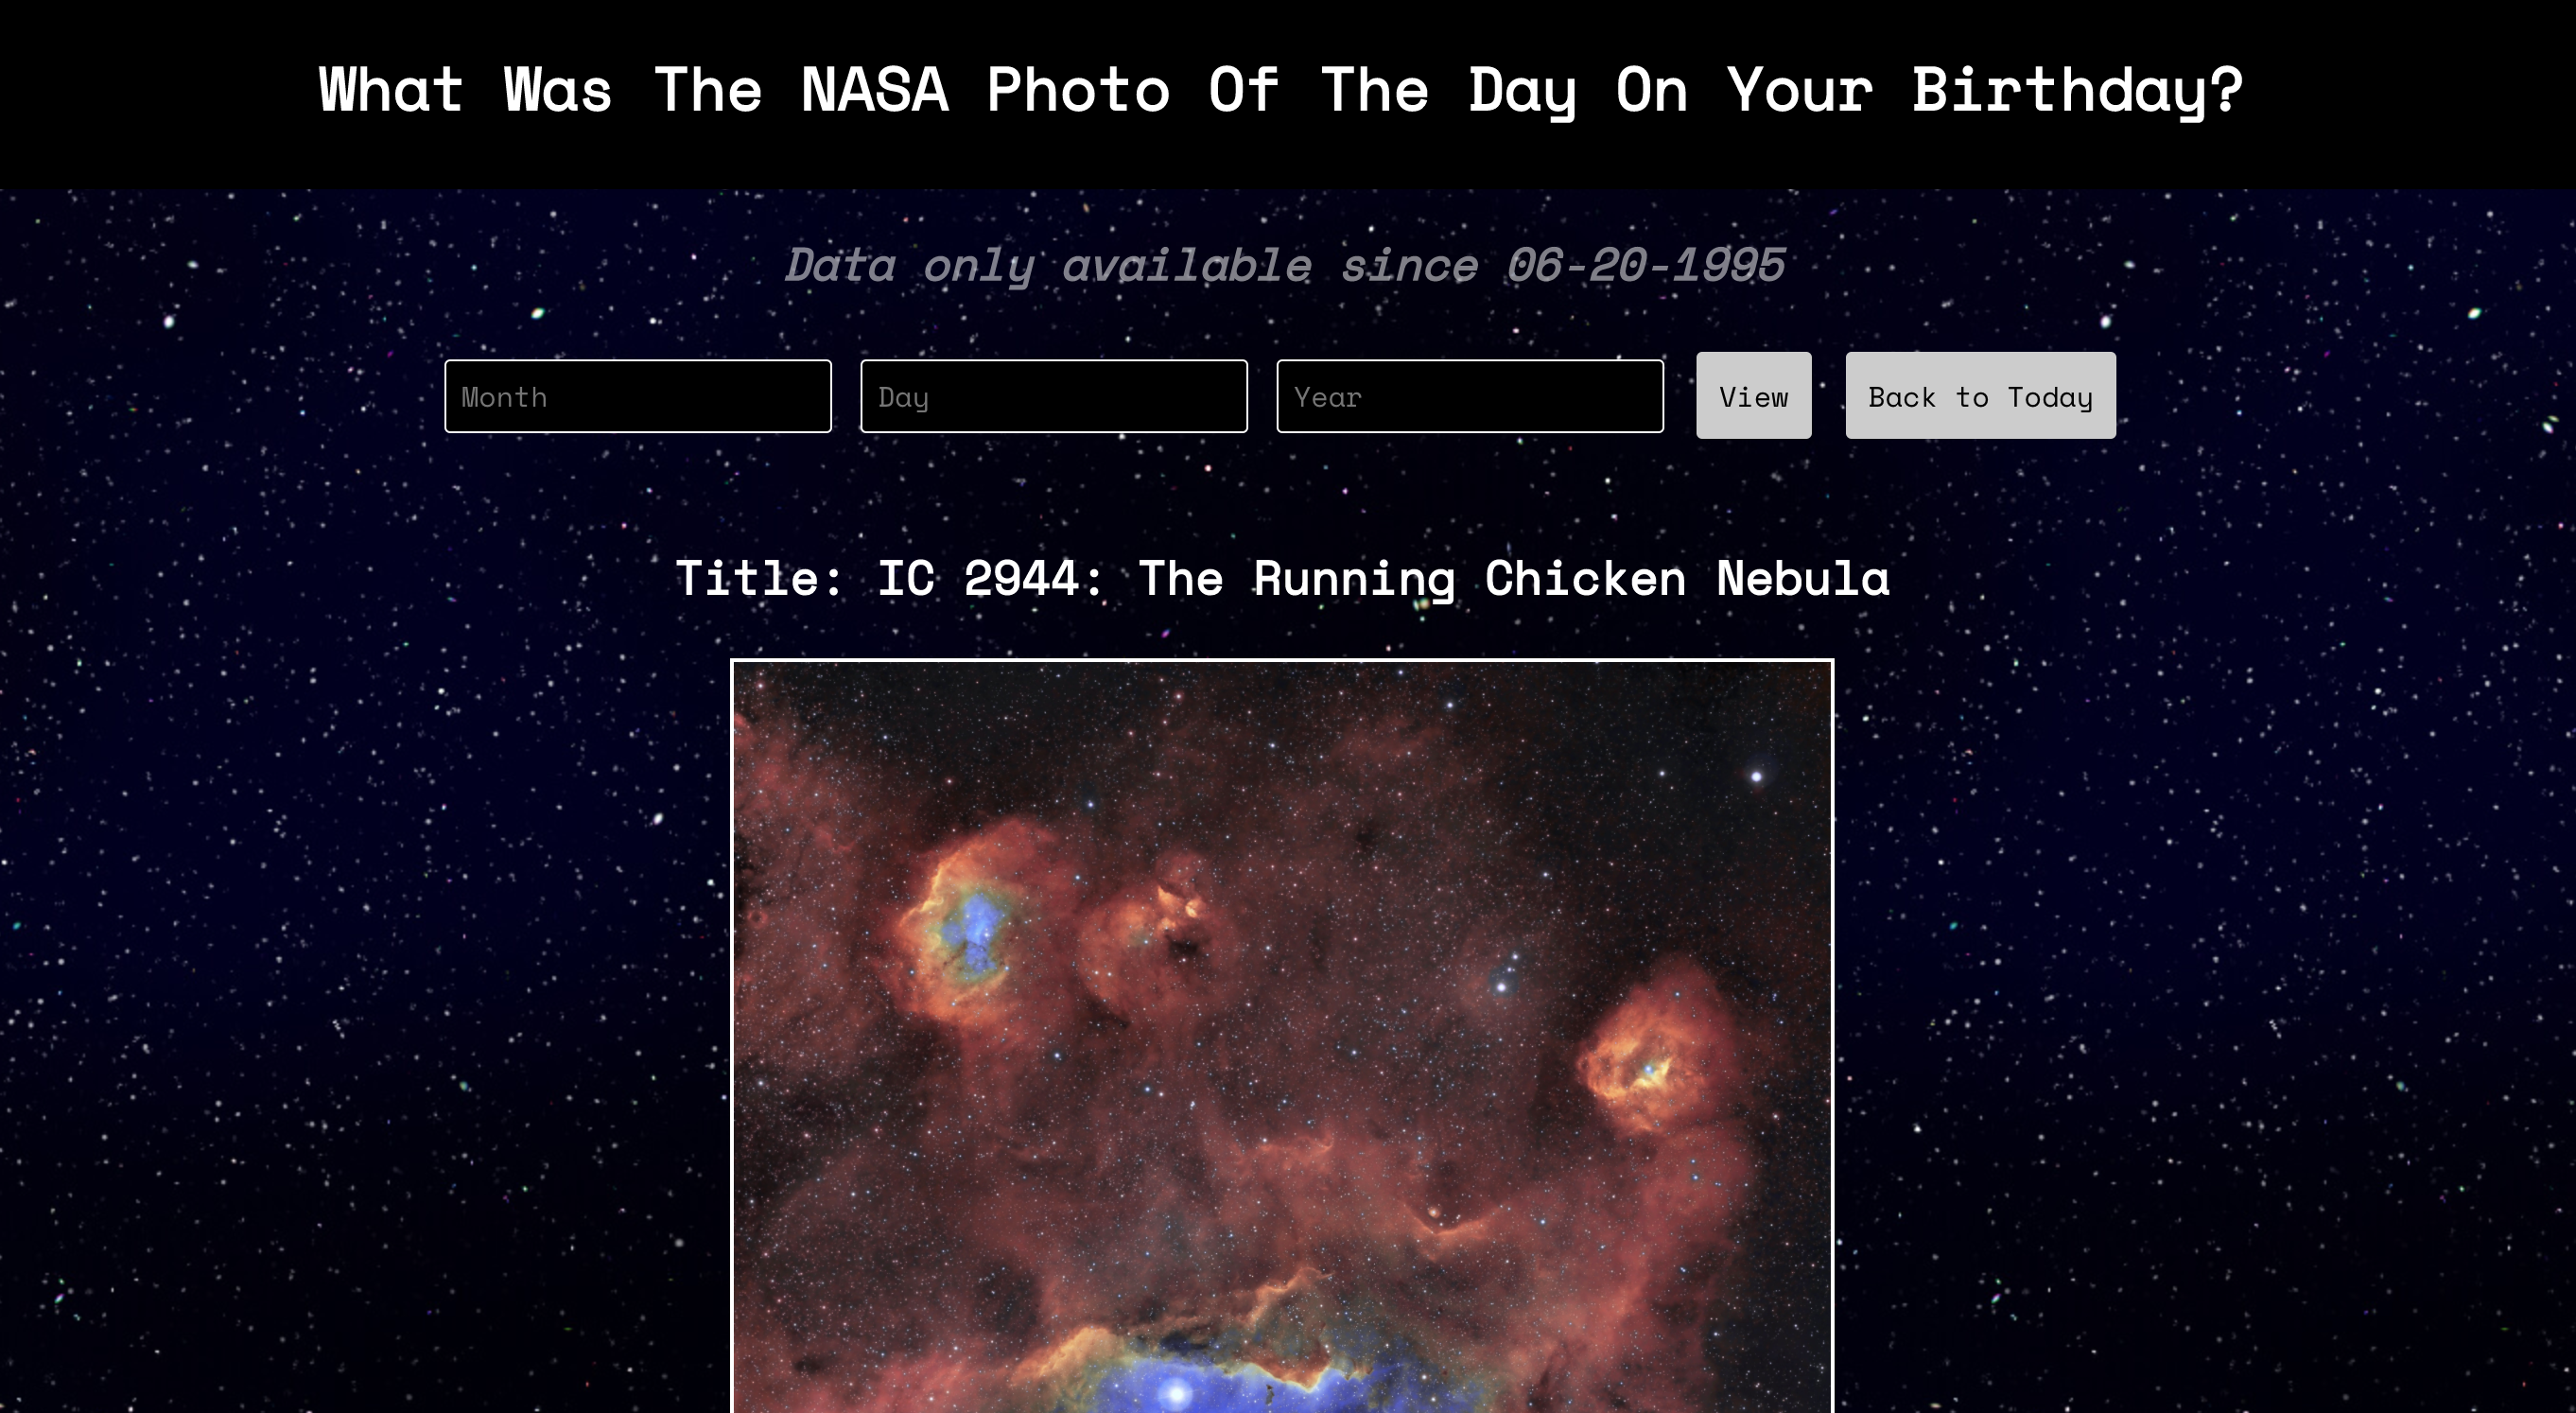 What Was The NASA Photo Of The Day On Your Birthday?
Data only available since 06-20-1995
Month Day Year View Back to Today
Title: IC 2944: The Running Chicken Nebula